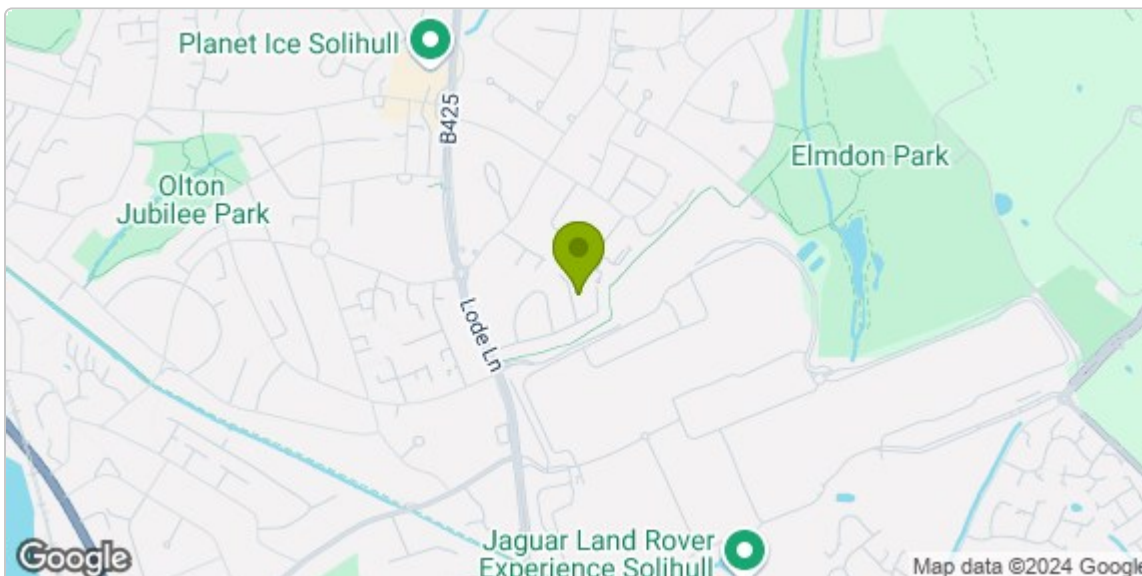 Planet Ice Solihull
B425
Elmdon Park
Olton
Jubilee Park
Lode Ln
Jaguar Land Rover
Experience Solihull
Google
Map data ©2024 Google